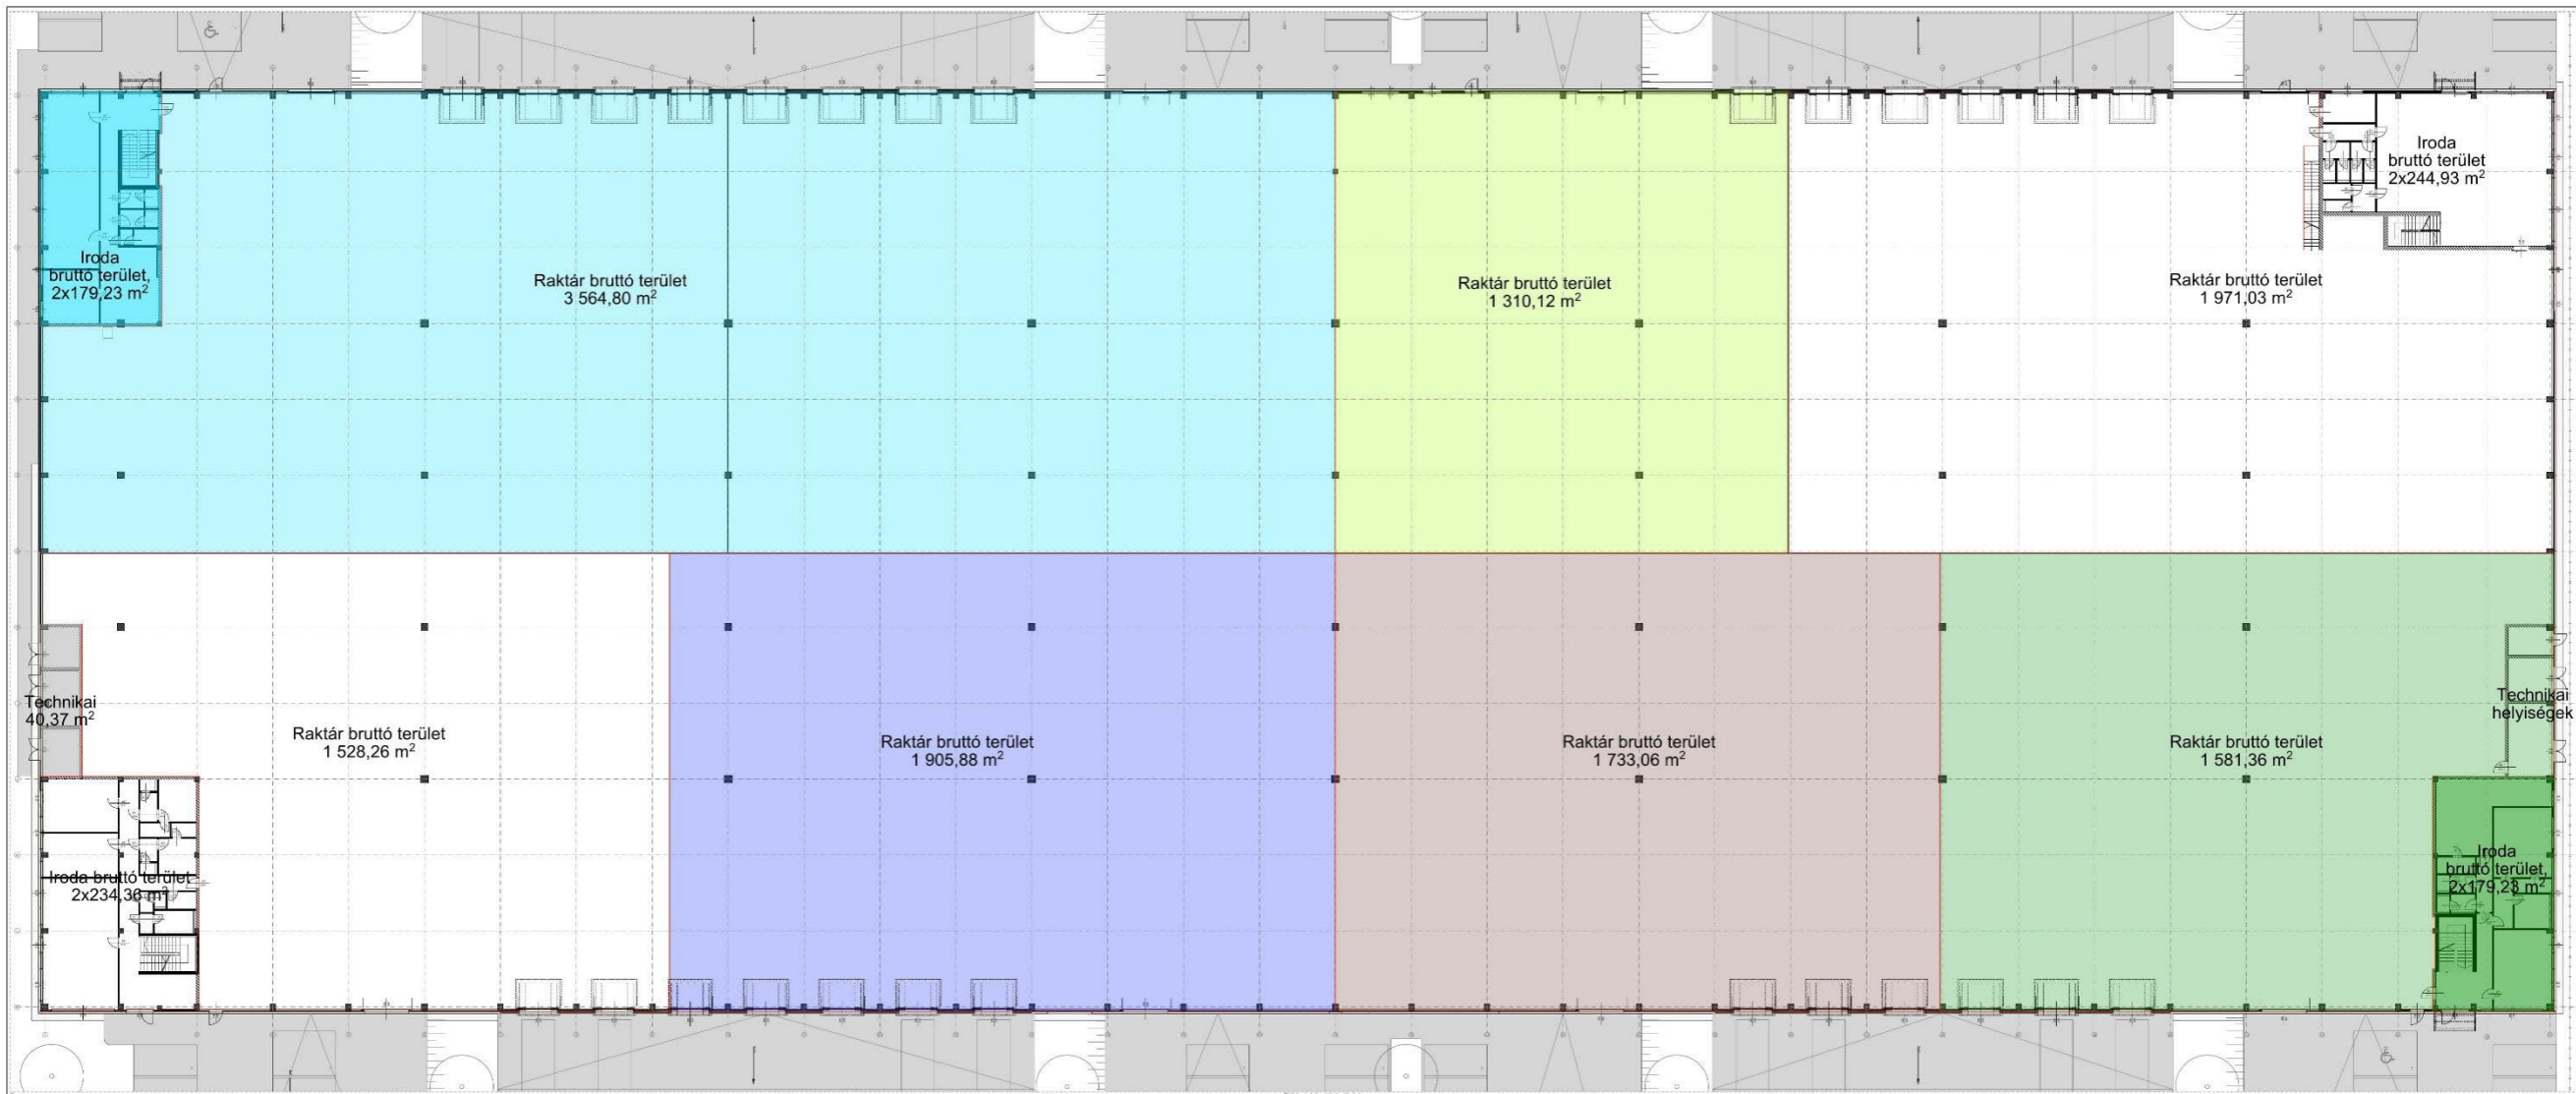 Iroda
bruttó terület
2x244,93 m²
Iroda
bruttó terület,
2x179,23 m²
Raktár bruttó terület
3 564,80 m²
Raktár bruttó terület
1 310,12 m²
Raktár bruttó terület
1 971,03 m²
Technikai
40,37 m²
Raktár bruttó terület
1 528,26 m²
Raktár bruttó terület
1 905,88 m²
Raktár bruttó terület
1 733,06 m²
Raktár bruttó terület
1 581,36 m²
Technikai
helyiségek
Iroda bruttó terület
2x234,36 m²
Iroda
bruttó terület,
2x179,23 m²